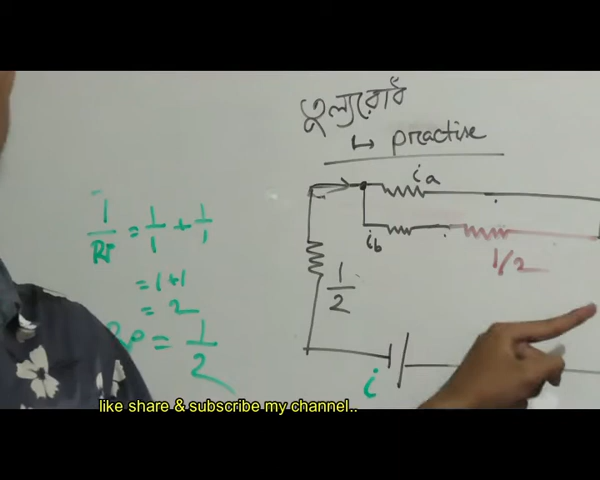 তুল্যরোধ
↳ practise
1/Rp = 1/1 + 1/1
= 1+1
= 2
Rp = 1/2
ia
ib
1/2
1/2
i
like share & subscribe my channel..